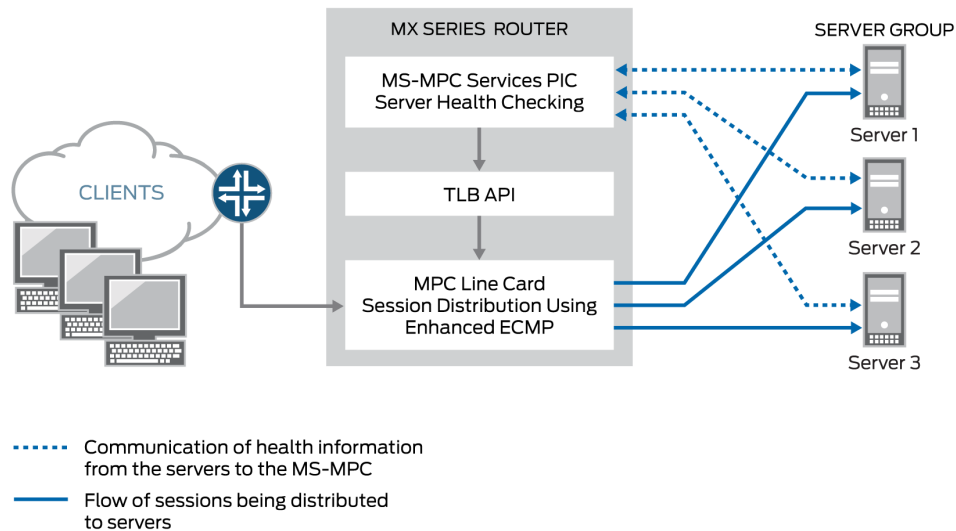 MX SERIES ROUTER
SERVER GROUP
MS-MPC Services PIC
Server Health Checking
Server 1
CLIENTS
TLB API
Server 2
MPC Line Card
Session Distribution Using
Enhanced ECMP
Server 3
Communication of health information
from the servers to the MS-MPC
Flow of sessions being distributed
to servers